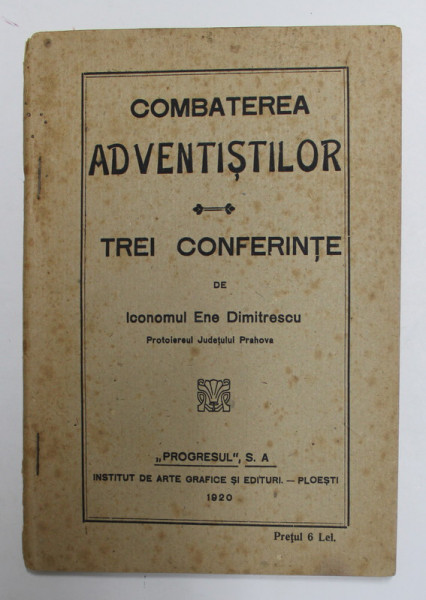 COMBATEREA
ADVENTIȘTILOR
TREI CONFERINȚE
DE
Iconomul Ene Dimitrescu
Protoiereul Județului Prahova
„PROGRESUL", S. A
INSTITUT DE ARTE GRAFICE ȘI EDITURI. — PLOEȘTI
1920
Prețul 6 Lei.